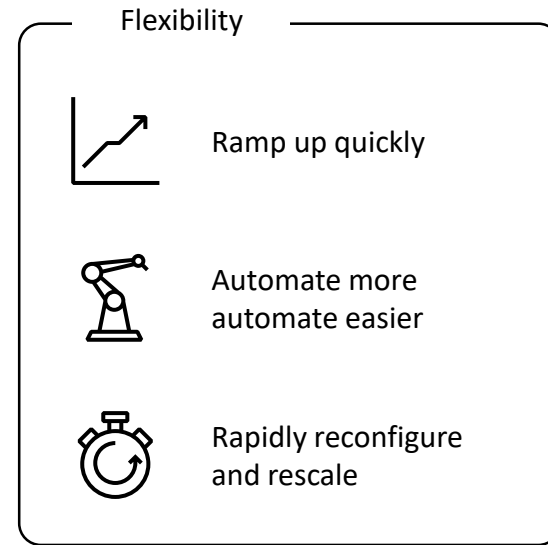 Flexibility
Ramp up quickly
Automate more
automate easier
Rapidly reconfigure
and rescale